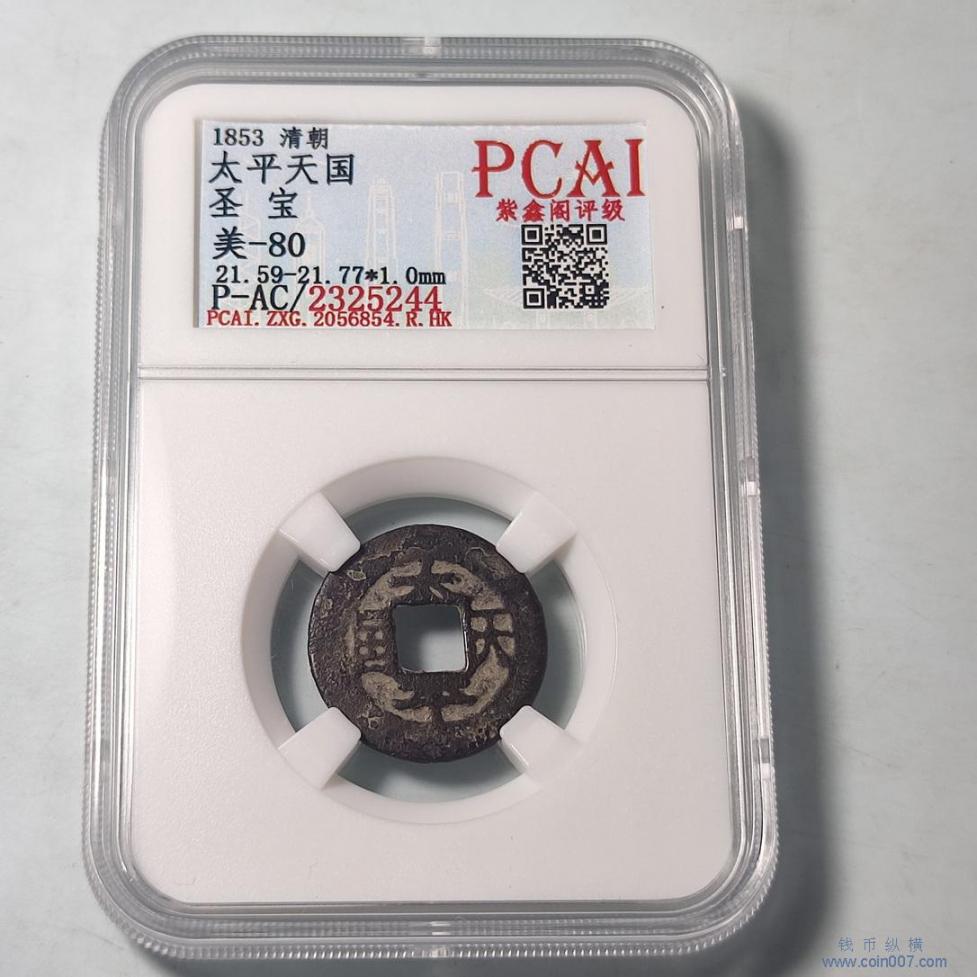 1853 清朝
太平天国
圣 宝
美-80
21.59-21.77*1.0mm
P-AC/2325244
PCAI.ZXG.2056854.R.HK
PCAI
紫鑫阁评级
太
天
平
钱币纵横
www.coin007.com